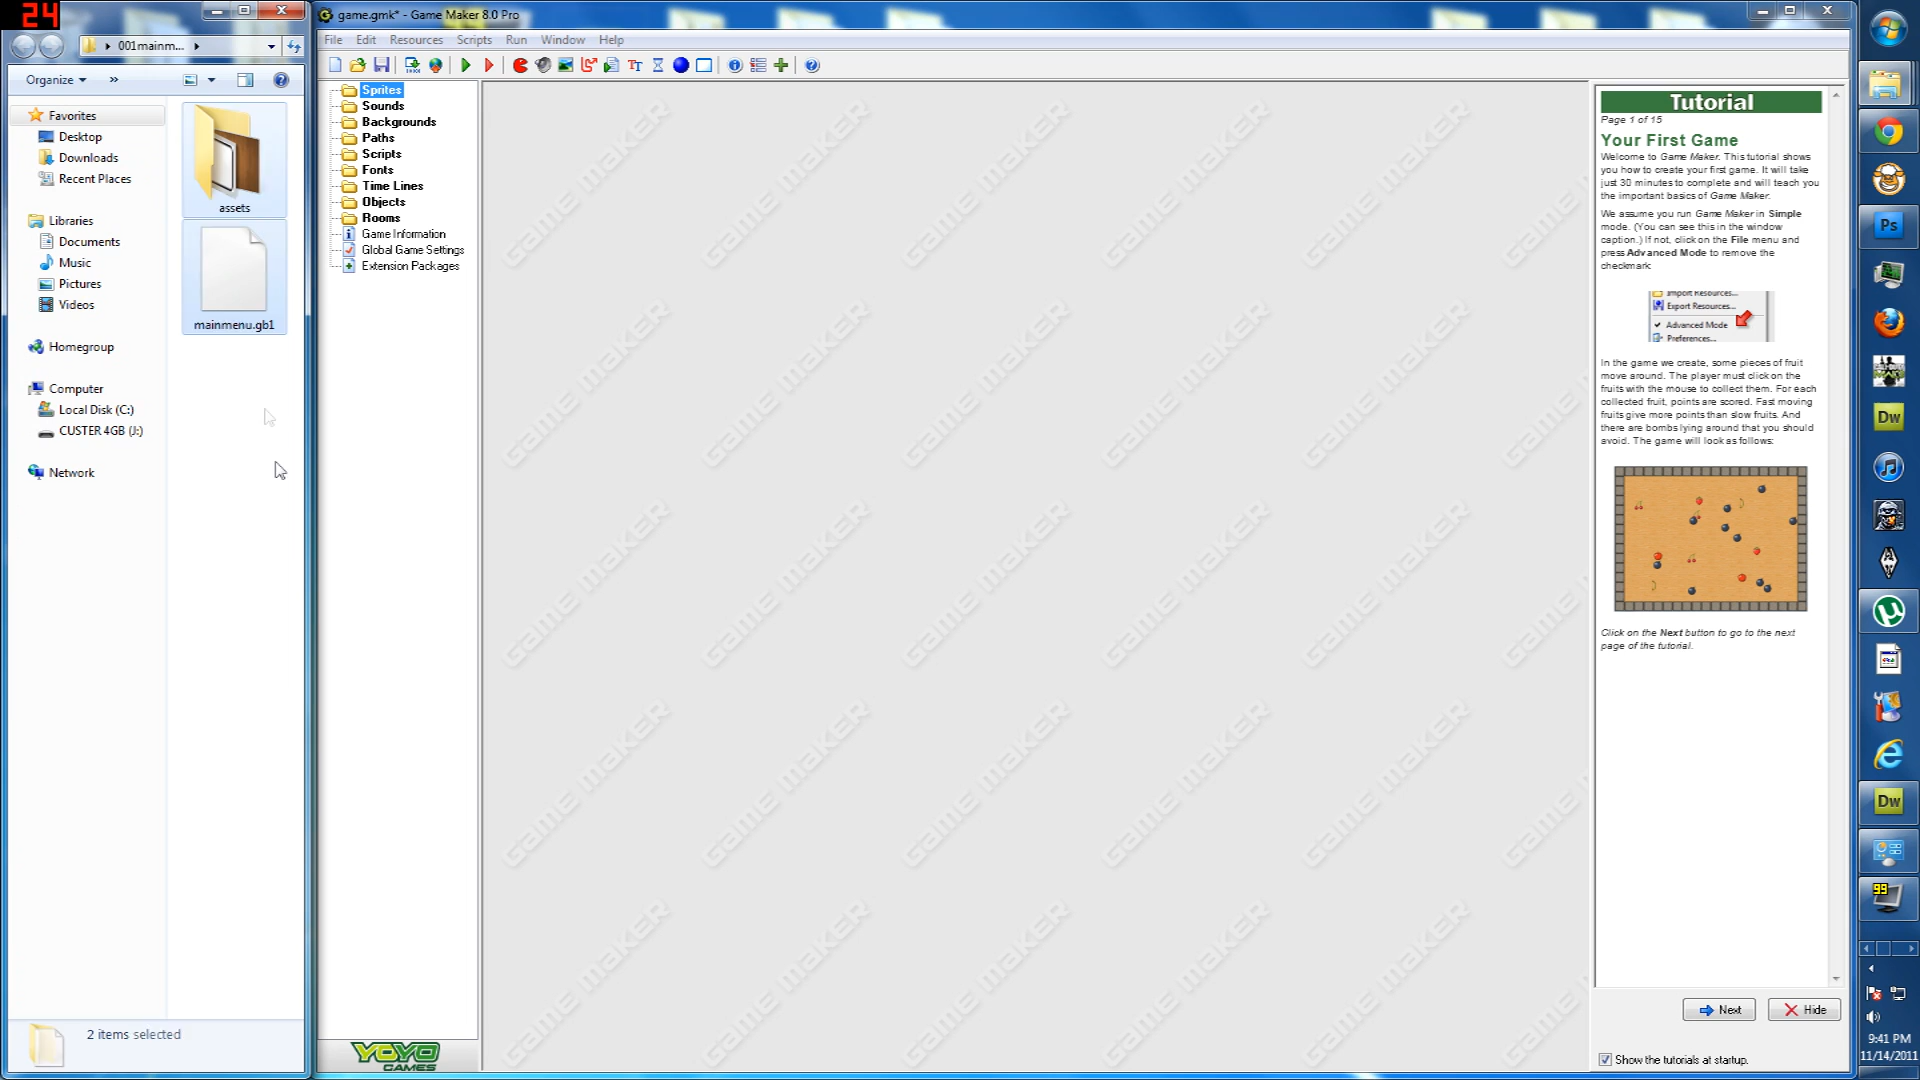 24
001mainm...
Organize
»
Favorites
Desktop
Downloads
Recent Places
Libraries
Documents
Music
Pictures
Videos
Homegroup
Computer
Local Disk (C:)
CUSTER 4GB (J:)
Network
assets
mainmenu.gb1
2 items selected
game.gmk* - Game Maker 8.0 Pro
File Edit Resources Scripts Run Window Help
Sprites
Sounds
Backgrounds
Paths
Scripts
Fonts
Time Lines
Objects
Rooms
Game Information
Global Game Settings
Extension Packages
GAME MAKER
YOYO
GAMES
Tutorial
Page 1 of 15
Your First Game
Welcome to Game Maker. This tutorial shows
you how to create your first game. It will take
just 30 minutes to complete and will teach you
the important basics of Game Maker.
We assume you run Game Maker in Simple
mode. (You can see this in the window
caption.) If not, click on the File menu and
press Advanced Mode to remove the
checkmark
Import Resources...
Export Resources...
Advanced Mode
Preferences...
In the game we create, some pieces of fruit
move around. The player must click on the
fruits with the mouse to collect them. For each
collected fruit, points are scored. Fast moving
fruits give more points than slow fruits. And
there are bombs lying around that you should
avoid. The game will look as follows:
Click on the Next button to go to the next
page of the tutorial.
Next
Hide
Show the tutorials at startup.
Ps
Dw
Dw
99
9:41 PM
11/14/2011